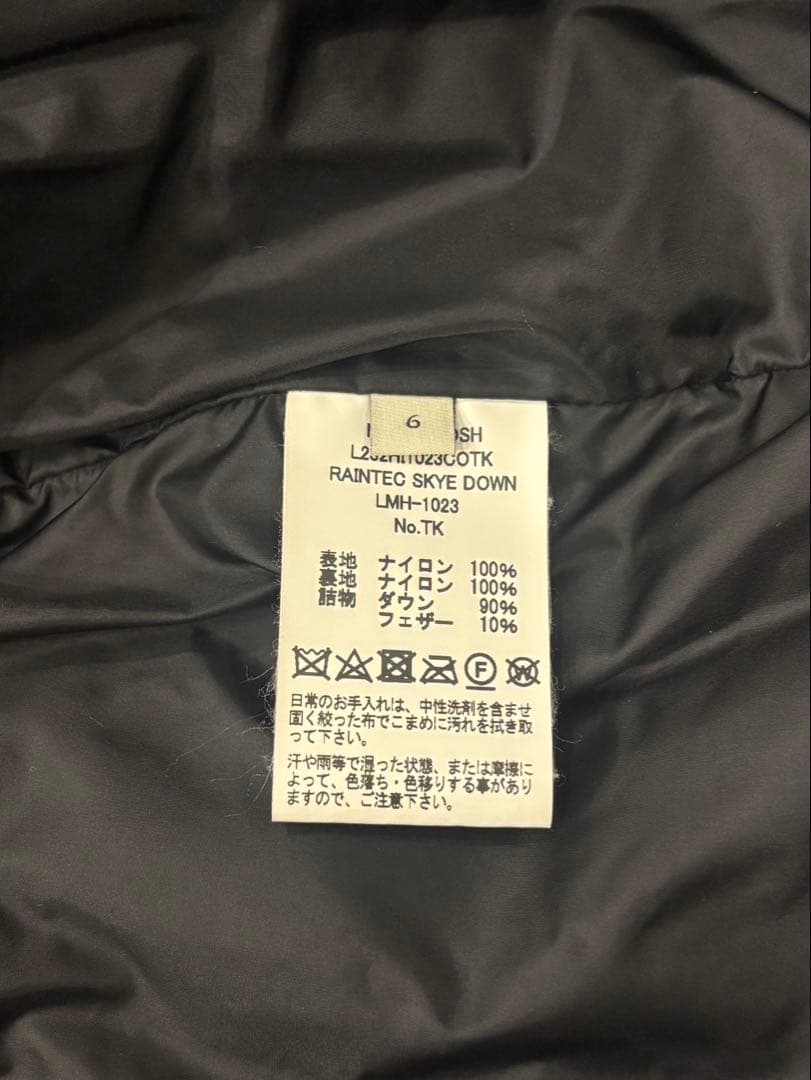 6
RAINTEC SKYE DOWN
LMH-1023
No.TK
表地 ナイロン 100%
裏地 ナイロン 100%
詰物 ダウン 90%
フェザー 10%
F W
日常のお手入れは、中性洗剤を含ませ
固く絞った布でこまめに汚れを拭き取
って下さい。
汗や雨等で湿った状態、または摩擦に
よって、色落ち・色移りする事があり
ますので、ご注意下さい。